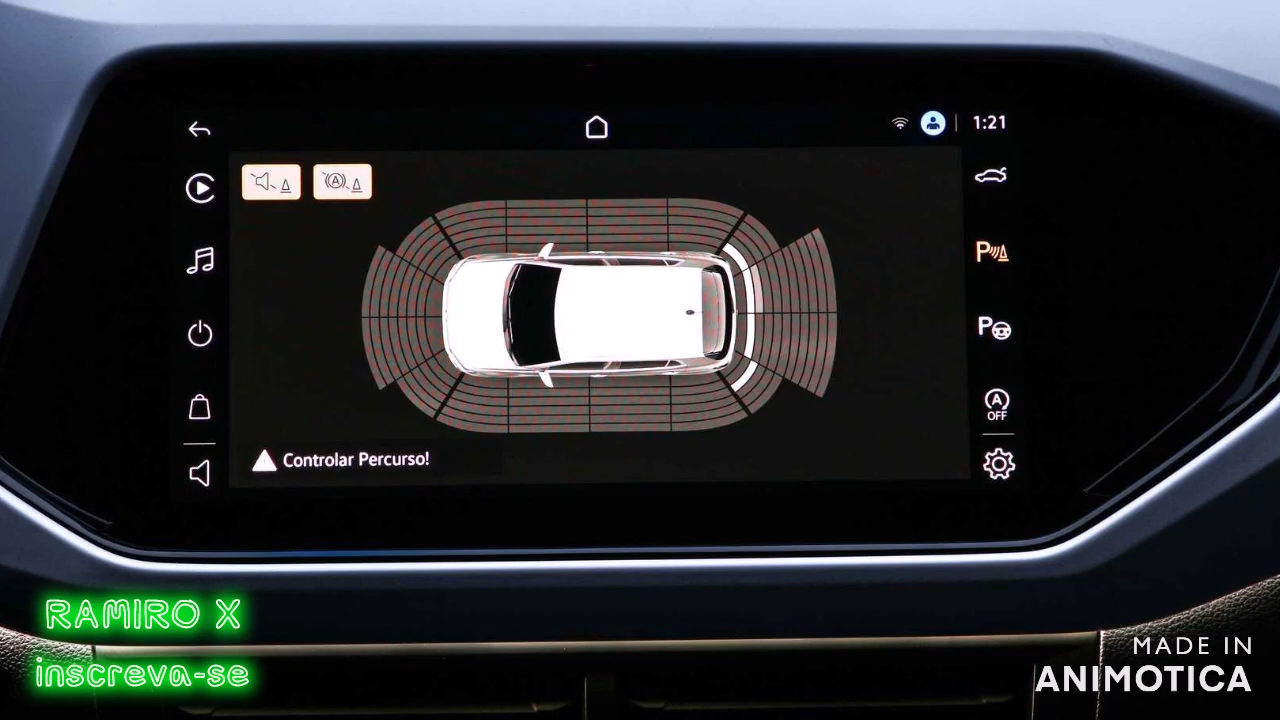 1:21
A
P
P
A
OFF
Controlar Percurso!
RAMIRO X
inscreva-se
MADE IN
ANIMOTICA